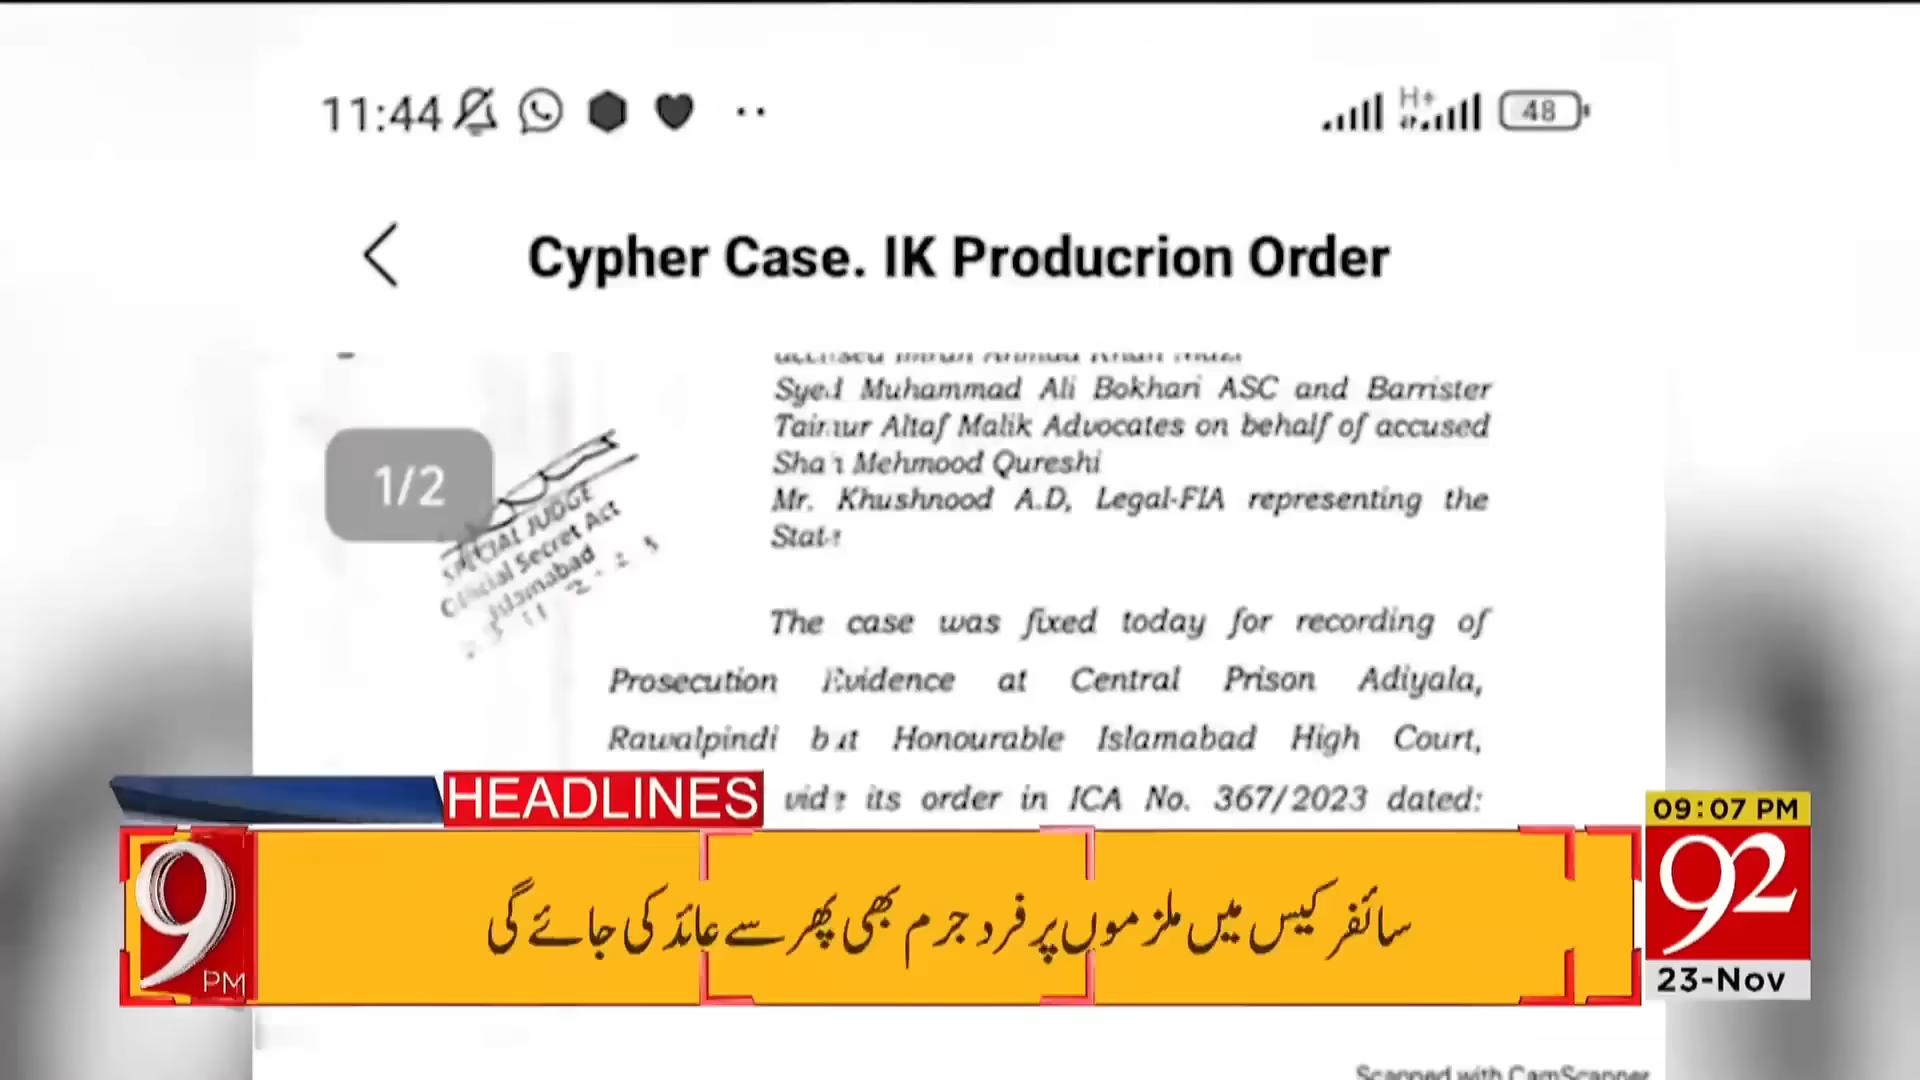 11:44
H+
48
Cypher Case. IK Producrion Order
Syed Muhammad Ali Bokhari ASC and Barrister
Taimur Altaf Malik Advocates on behalf of accused
Shah Mehmood Qureshi
1/2
Mr. Khushnood A.D, Legal-FIA representing the
State
SPECIAL JUDGE
Official Secret Act
Islamabad
The case was fixed today for recording of
Prosecution Evidence at Central Prison Adiyala,
Rawalpindi but Honourable Islamabad High Court,
vide its order in ICA No. 367/2023 dated:
HEADLINES
09:07 PM
9 PM
سائفر کیس میں ملزموں پر فرد جرم بھی پھر سے عائد کی جائے گی
92
23-Nov
Scanned with CamScanner